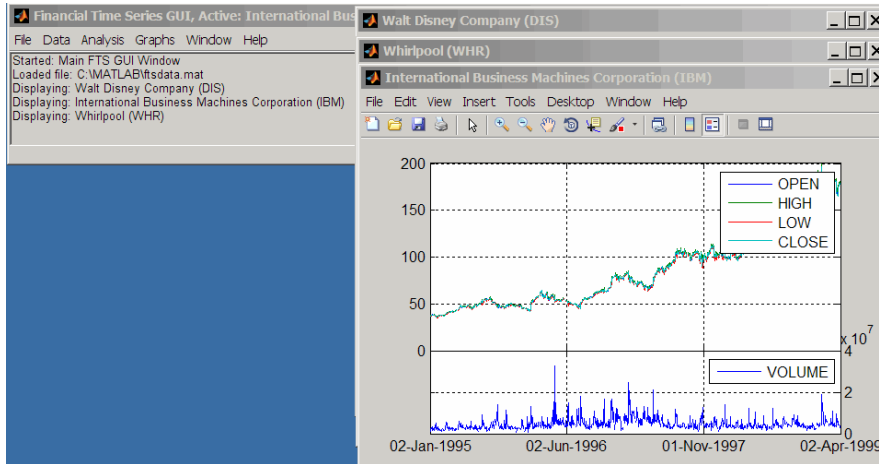 Financial Time Series GUI, Active: International Bus
File Data Analysis Graphs Window Help
Started: Main FTS GUI Window
Loaded file: C:\MATLAB\ftsdata.mat
Displaying: Walt Disney Company (DIS)
Displaying: International Business Machines Corporation (IBM)
Displaying: Whirlpool (WHR)
Walt Disney Company (DIS)
Whirlpool (WHR)
International Business Machines Corporation (IBM)
File Edit View Insert Tools Desktop Window Help
200
150
100
50
0
OPEN
HIGH
LOW
CLOSE
x 10^7
4
2
0
VOLUME
02-Jan-1995 02-Jun-1996 01-Nov-1997 02-Apr-1999